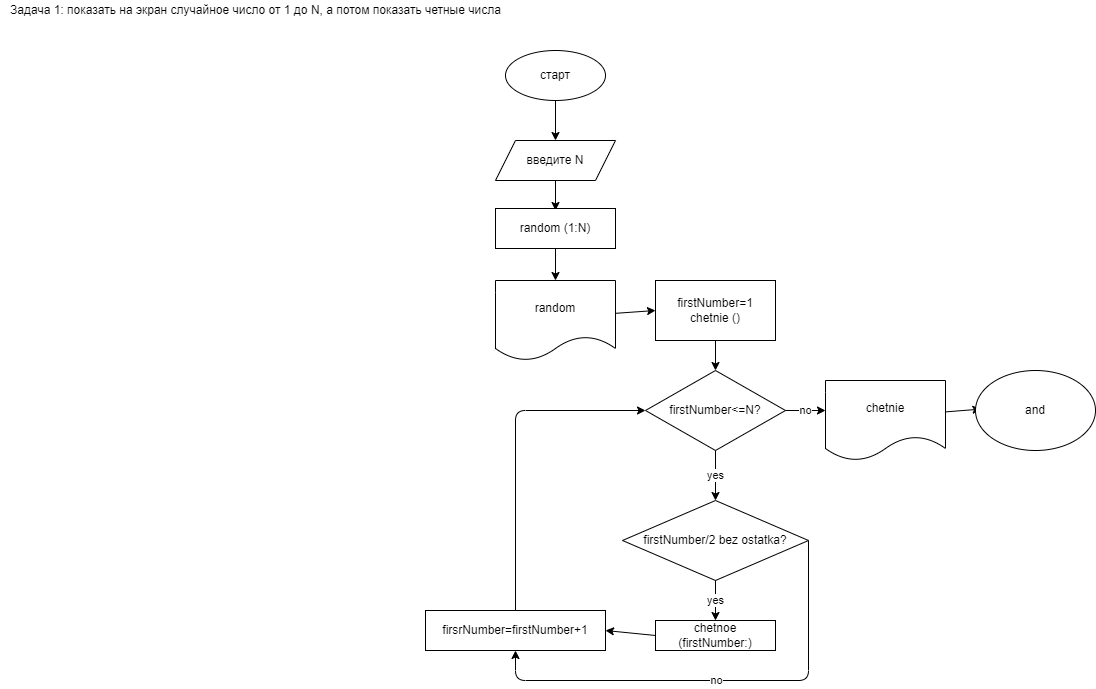 Задача 1: показать на экран случайное число от 1 до N, а потом показать четные числа
старт
введите N
random (1:N)
random
firstNumber=1
chetnie ()
firstNumber<=N?
no
chetnie
and
yes
firstNumber/2 bez ostatka?
yes
chetnoe
(firstNumber:)
firsrNumber=firstNumber+1
no